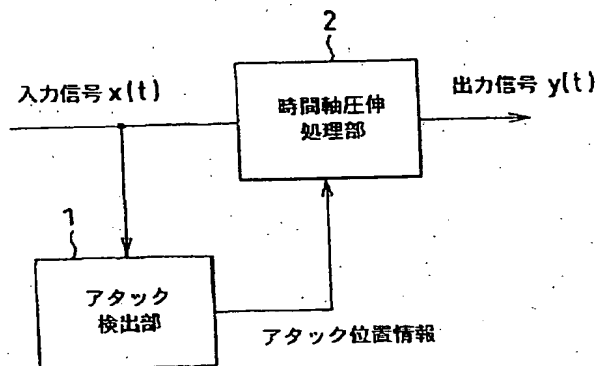 2
入力信号 x(t)
時間軸圧伸
処理部
出力信号 y(t)
1
アタック
検出部
アタック位置情報